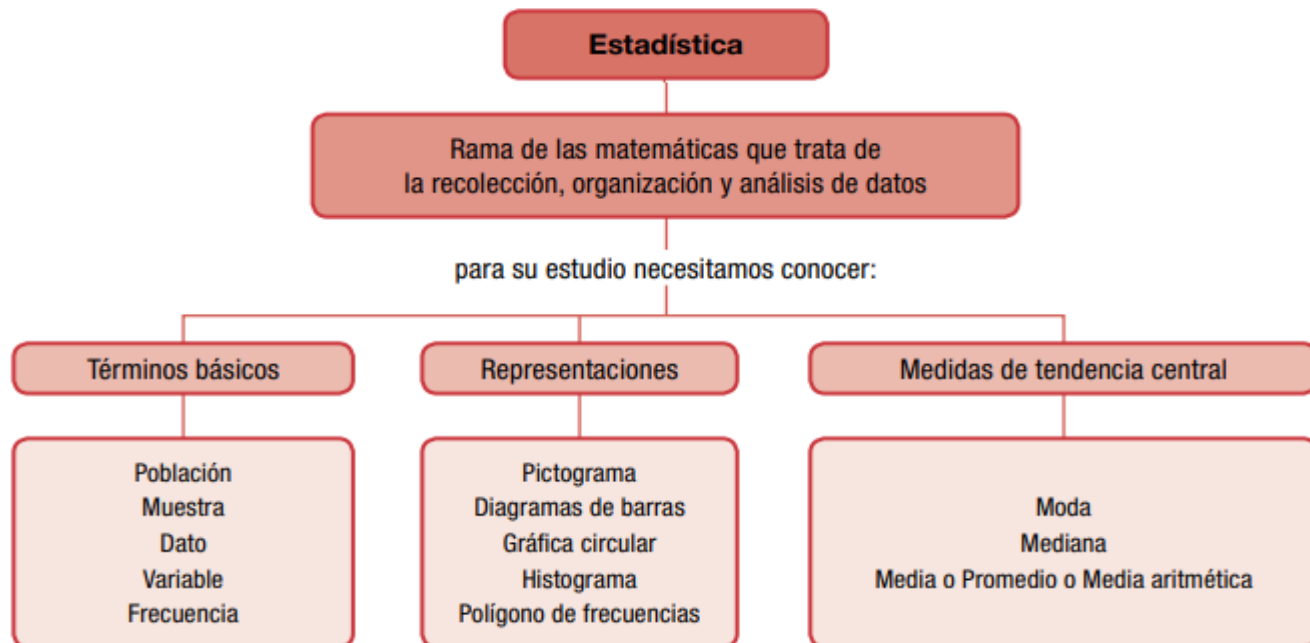 Estadística
Rama de las matemáticas que trata de
la recolección, organización y análisis de datos
para su estudio necesitamos conocer:
Términos básicos
Población
Muestra
Dato
Variable
Frecuencia
Representaciones
Pictograma
Diagramas de barras
Gráfica circular
Histograma
Polígono de frecuencias
Medidas de tendencia central
Moda
Mediana
Media o Promedio o Media aritmética